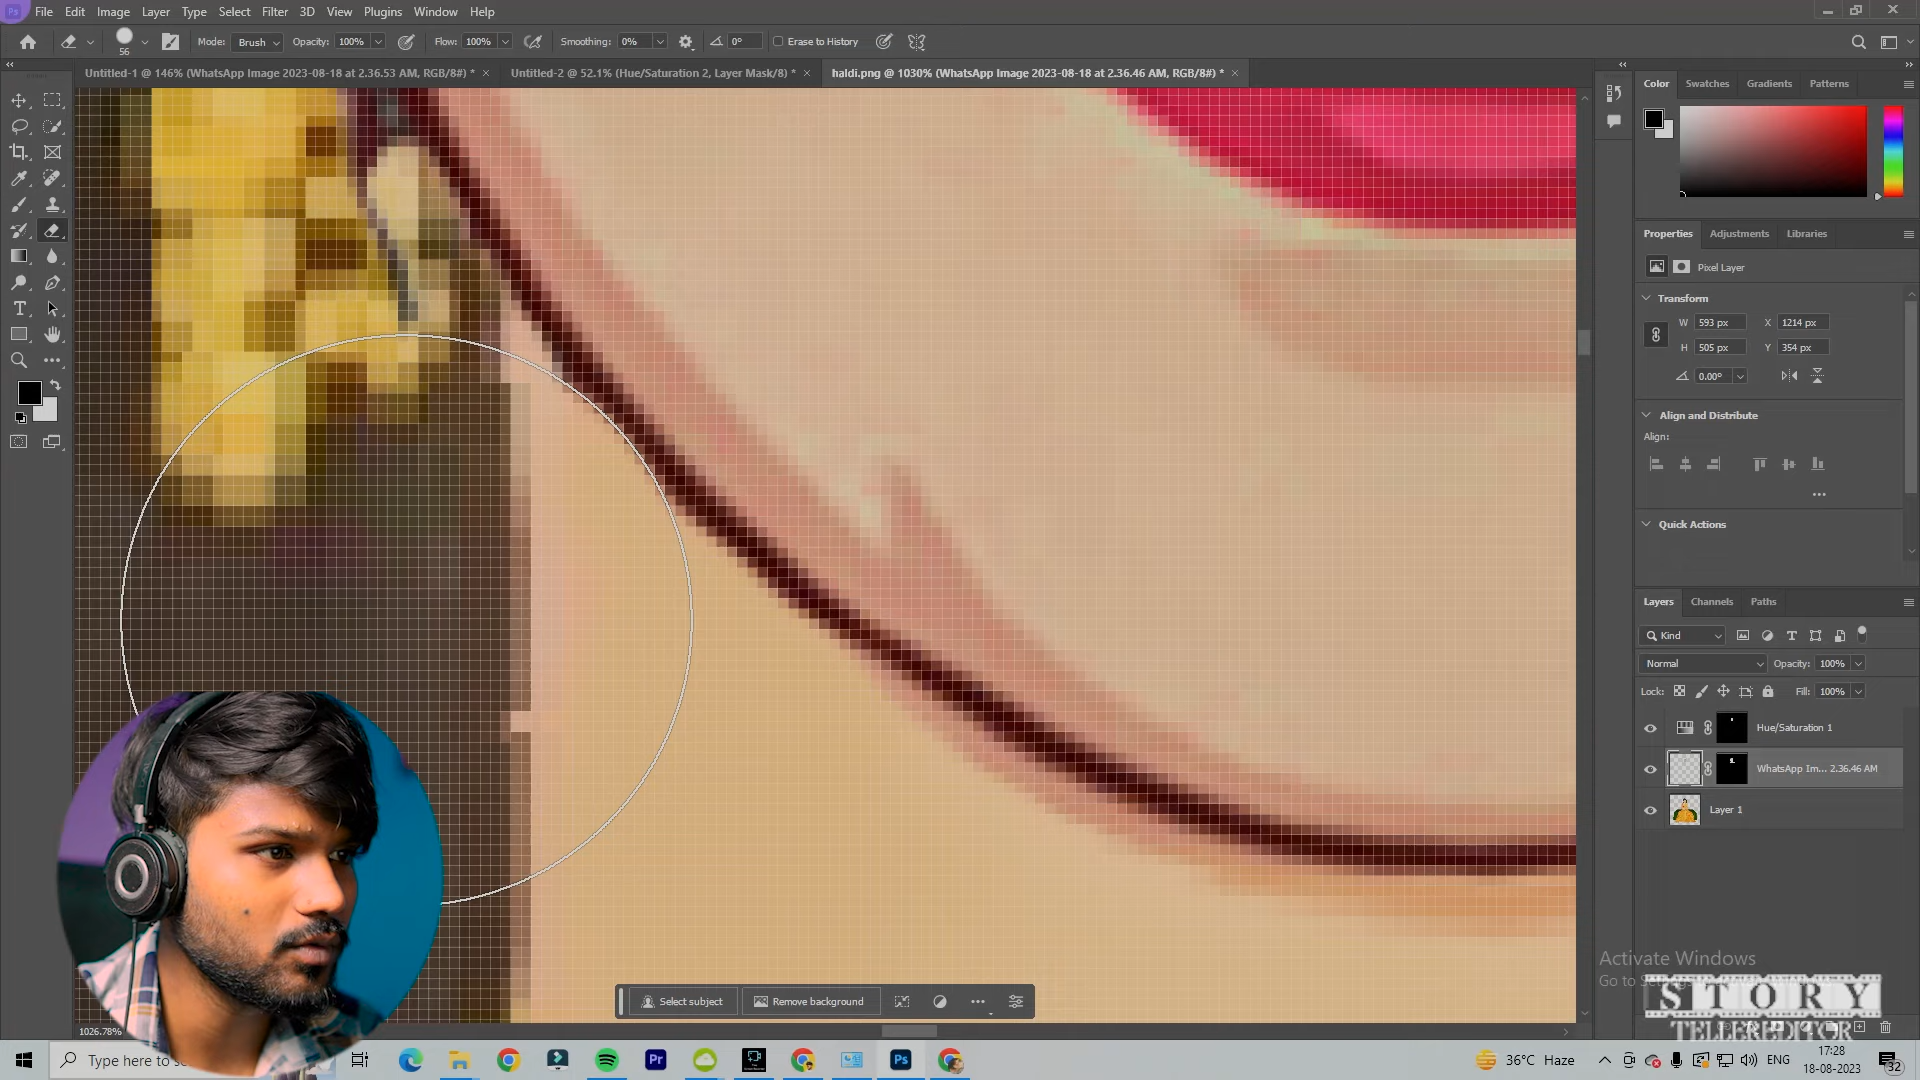 File Edit Image Layer Type Select Filter 3D View Plugins Window Help
56 Mode: Brush Opacity: 100% Flow: 100% Smoothing: 0% 0° Erase to History
Untitled-1 @ 146% (WhatsApp Image 2023-08-18 at 2.36.53 AM, RGB/8#) * × Untitled-2 @ 52.1% (Hue/Saturation 2, Layer Mask/8) * × haldi.png @ 1030% (WhatsApp Image 2023-08-18 at 2.36.46 AM, RGB/8#) * ×
Color Swatches Gradients Patterns
Properties Adjustments Libraries
Pixel Layer
Transform
W 593 px X 1214 px
H 505 px Y 354 px
0.00°
Align and Distribute
Align:
Quick Actions
Layers Channels Paths
Kind
Normal Opacity: 100%
Lock: Fill: 100%
Hue/Saturation 1
WhatsApp Im... 2.36.46 AM
Layer 1
Activate Windows
STORY
TELLEREDITOR
Select subject Remove background
1026.78%
Type here to
Pr Ps 36°C Haze ENG 17:28
18-08-2023 32